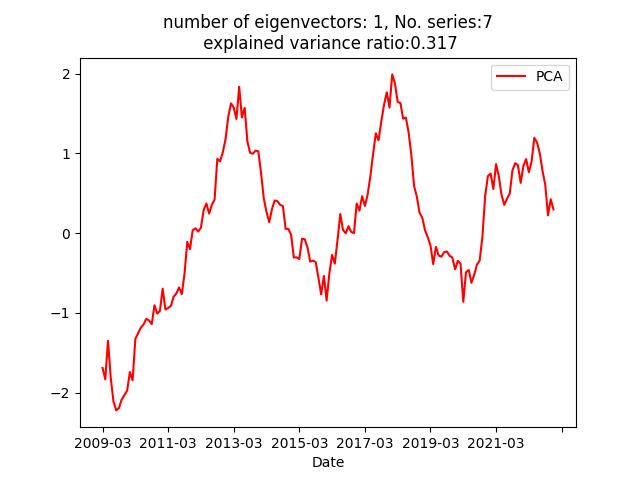 number of eigenvectors: 1, No. series:7
explained variance ratio:0.317
PCA
2
1
0
−1
−2
2009-03 2011-03 2013-03 2015-03 2017-03 2019-03 2021-03
Date